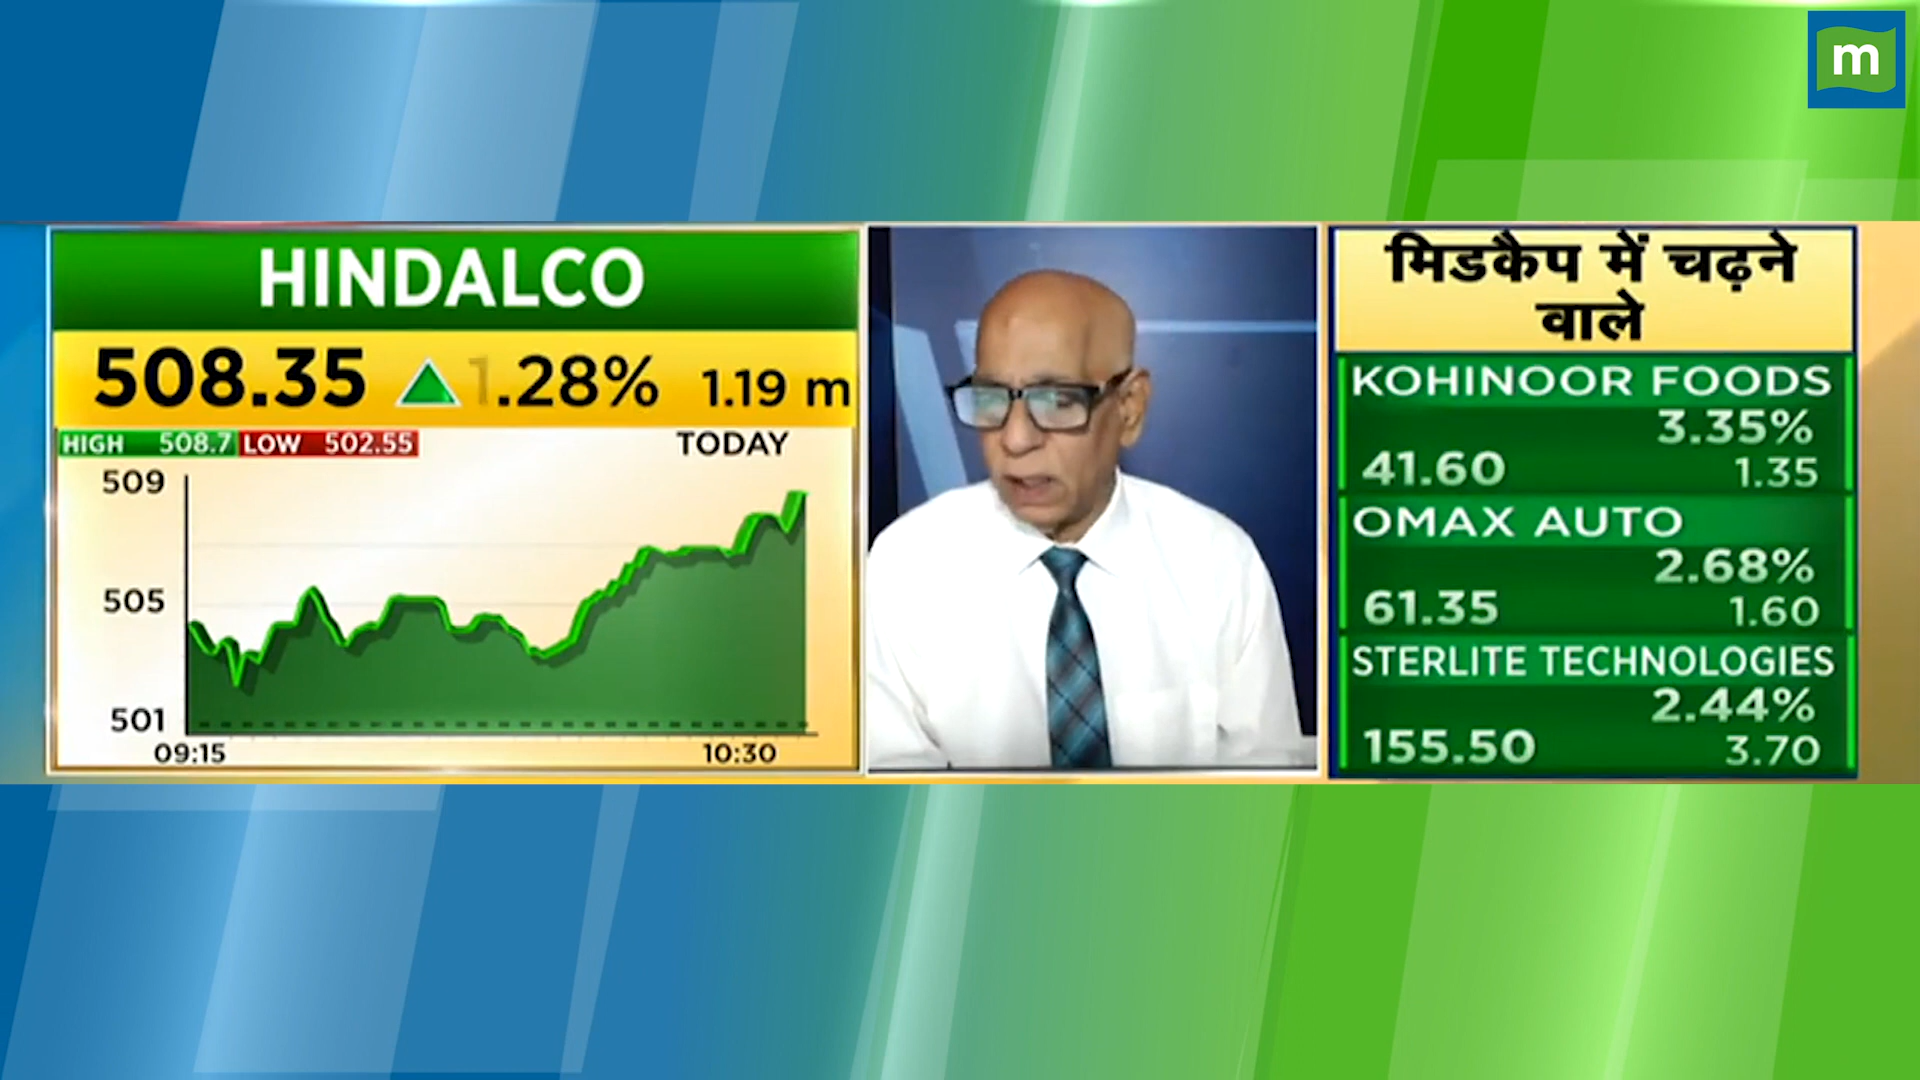 m
HINDALCO
508.35 1.28% 1.19 m
HIGH 508.7 LOW 502.55 TODAY
509
505
501
09:15 10:30
मिडकैप में चढ़ने
वाले
KOHINOOR FOODS
3.35%
41.60 1.35
OMAX AUTO
2.68%
61.35 1.60
STERLITE TECHNOLOGIES
2.44%
155.50 3.70